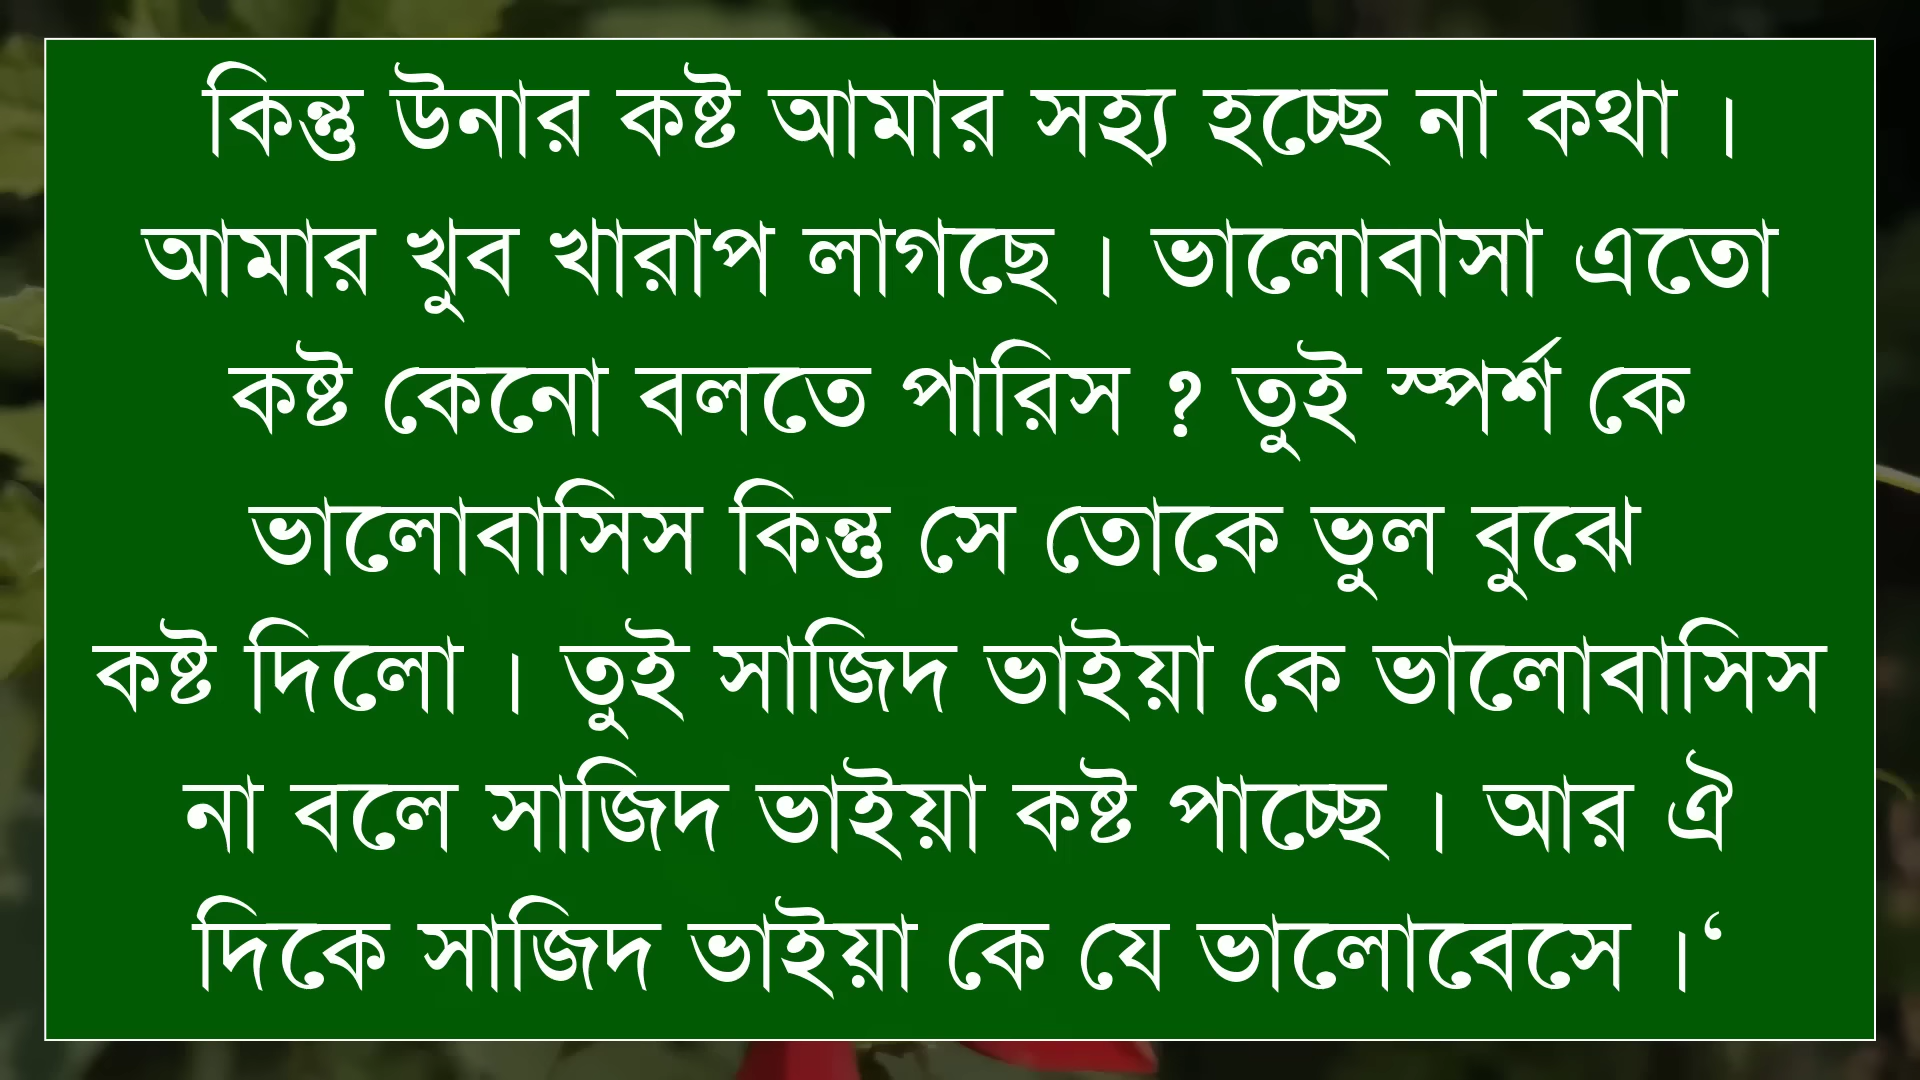 কিন্তু উনার কষ্ট আমার সহ্য হচ্ছে না কথা ।
আমার খুব খারাপ লাগছে । ভালোবাসা এতো
কষ্ট কেনো বলতে পারিস ? তুই স্পর্শ কে
ভালোবাসিস কিন্তু সে তোকে ভুল বুঝে
কষ্ট দিলো । তুই সাজিদ ভাইয়া কে ভালোবাসিস
না বলে সাজিদ ভাইয়া কষ্ট পাচ্ছে । আর ঐ
দিকে সাজিদ ভাইয়া কে যে ভালোবেসে ।‘